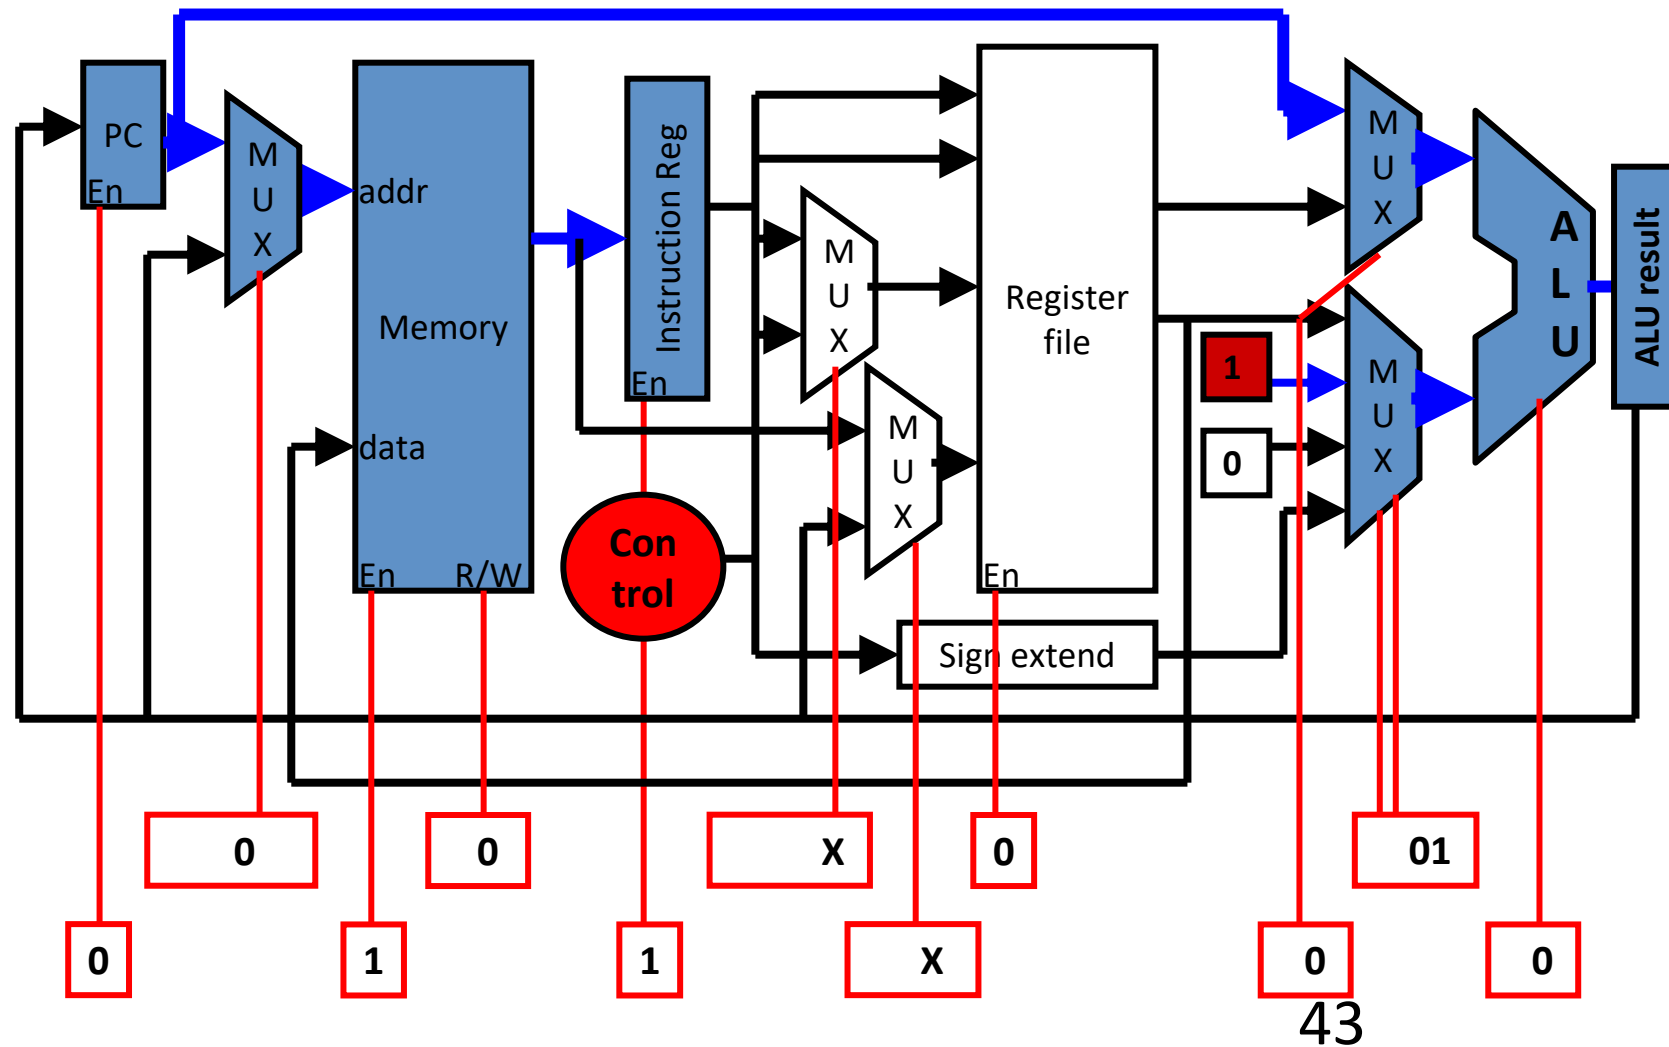 PC
En
M
U
X
addr
Memory
data
En R/W
Instruction Reg
En
Con
trol
M
U
X
M
U
X
Register
file
En
Sign extend
M
U
X
1
0
M
U
X
A
L
U
ALU result
0
0
X
0
01
0
1
1
X
0
0
43